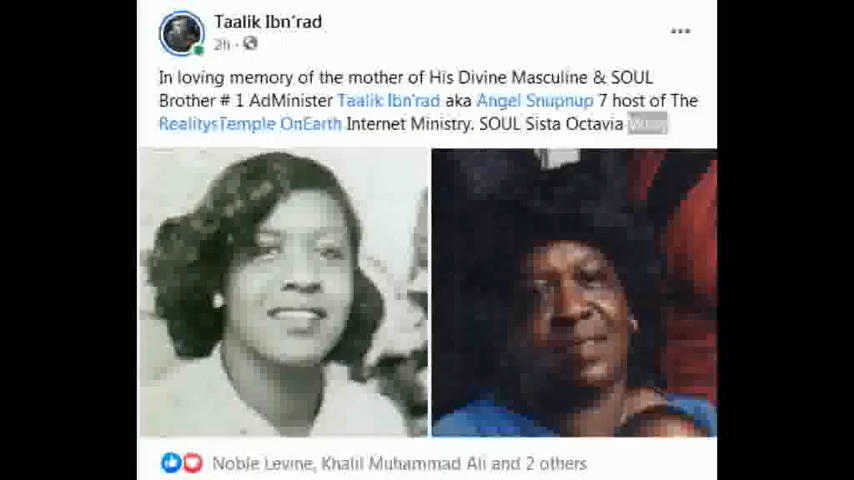 Taalik Ibn'rad
2h ·
In loving memory of the mother of His Divine Masculine & SOUL
Brother # 1 AdMinister Taalik Ibn'rad aka Angel Snupnup 7 host of The
RealitysTemple OnEarth Internet Ministry. SOUL Sista Octavia
Noble Levine, Khalil Muhammad Ali and 2 others